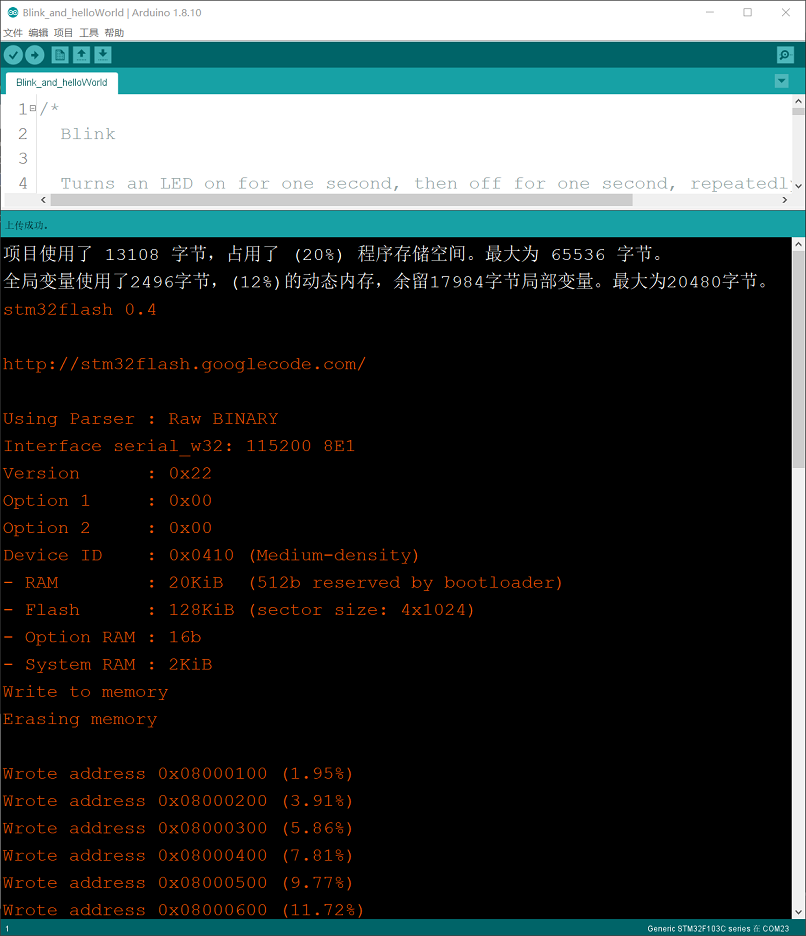 Blink_and_helloWorld | Arduino 1.8.10
文件 编辑 项目 工具 帮助
Blink_and_helloWorld
1 /*
2 Blink
3
4 Turns an LED on for one second, then off for one second, repeatedly
上传成功。
项目使用了 13108 字节，占用了 (20%) 程序存储空间。最大为 65536 字节。
全局变量使用了2496字节，(12%)的动态内存，余留17984字节局部变量。最大为20480字节。
stm32flash 0.4
http://stm32flash.googlecode.com/
Using Parser : Raw BINARY
Interface serial_w32: 115200 8E1
Version      : 0x22
Option 1     : 0x00
Option 2     : 0x00
Device ID    : 0x0410 (Medium-density)
- RAM        : 20KiB  (512b reserved by bootloader)
- Flash      : 128KiB (sector size: 4x1024)
- Option RAM : 16b
- System RAM : 2KiB
Write to memory
Erasing memory
Wrote address 0x08000100 (1.95%)
Wrote address 0x08000200 (3.91%)
Wrote address 0x08000300 (5.86%)
Wrote address 0x08000400 (7.81%)
Wrote address 0x08000500 (9.77%)
Wrote address 0x08000600 (11.72%)
1 Generic STM32F103C series 在 COM23